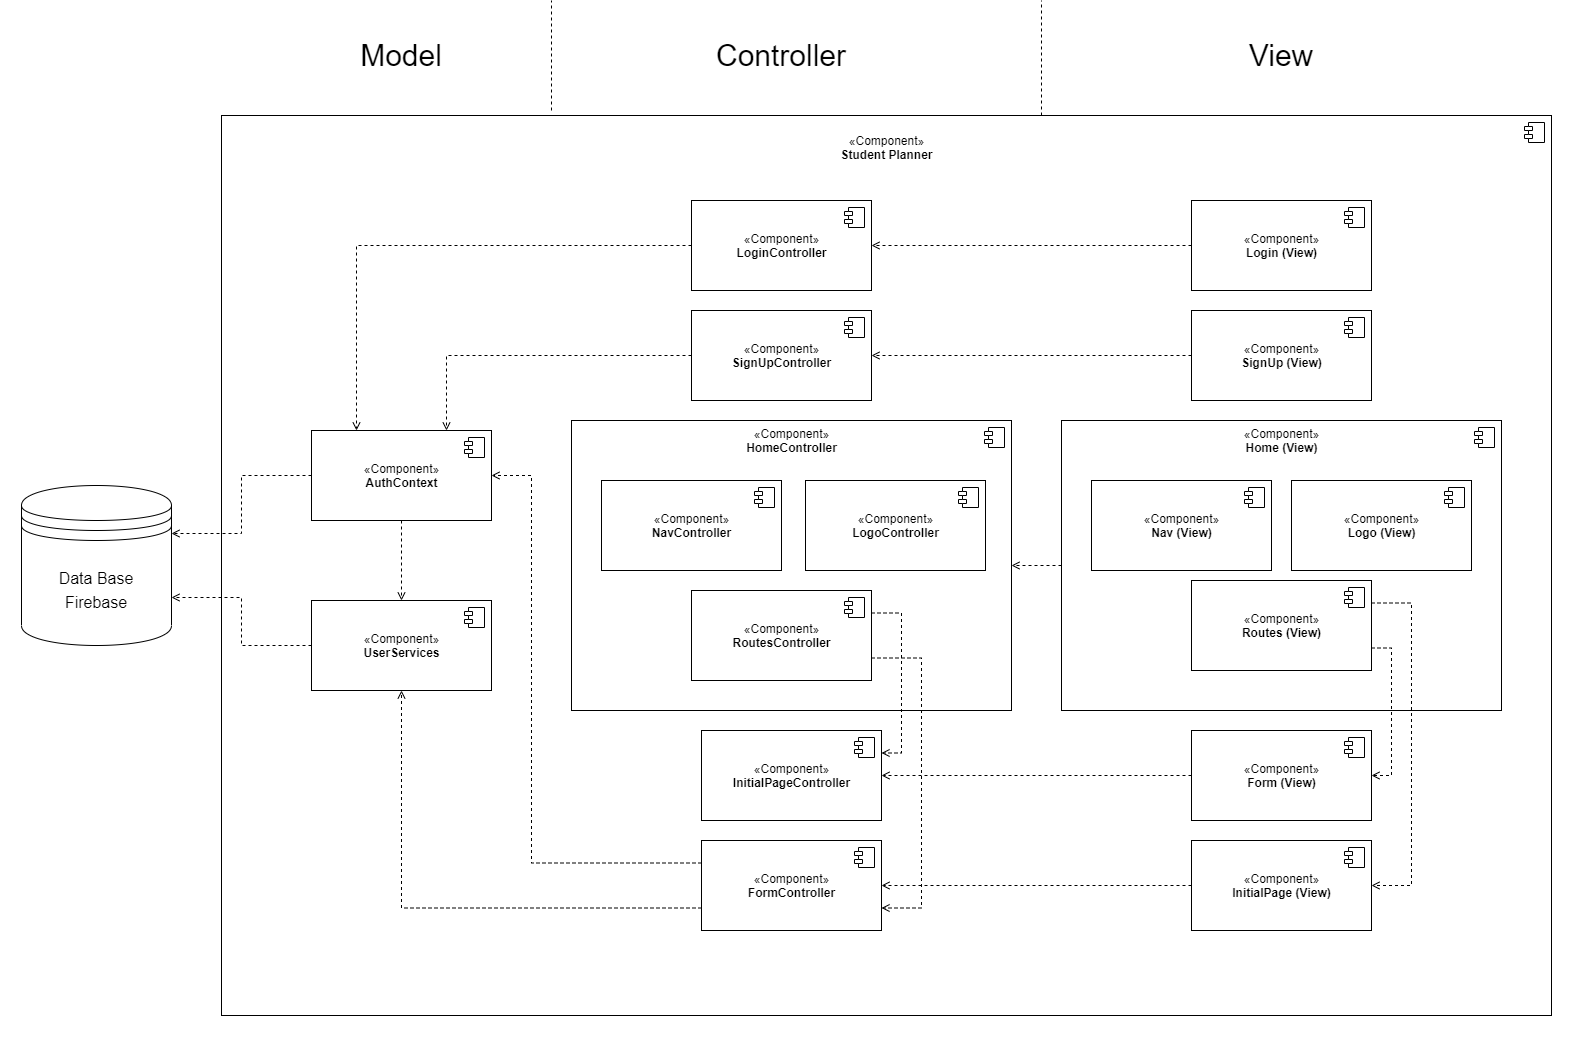 Model
Controller
View
«Component»
Student Planner
«Component»
LoginController
«Component»
Login (View)
«Component»
SignUpController
«Component»
SignUp (View)
«Component»
AuthContext
«Component»
HomeController
«Component»
Home (View)
«Component»
NavController
«Component»
LogoController
«Component»
Nav (View)
«Component»
Logo (View)
Data Base
Firebase
«Component»
UserServices
«Component»
RoutesController
«Component»
Routes (View)
«Component»
InitialPageController
«Component»
Form (View)
«Component»
FormController
«Component»
InitialPage (View)